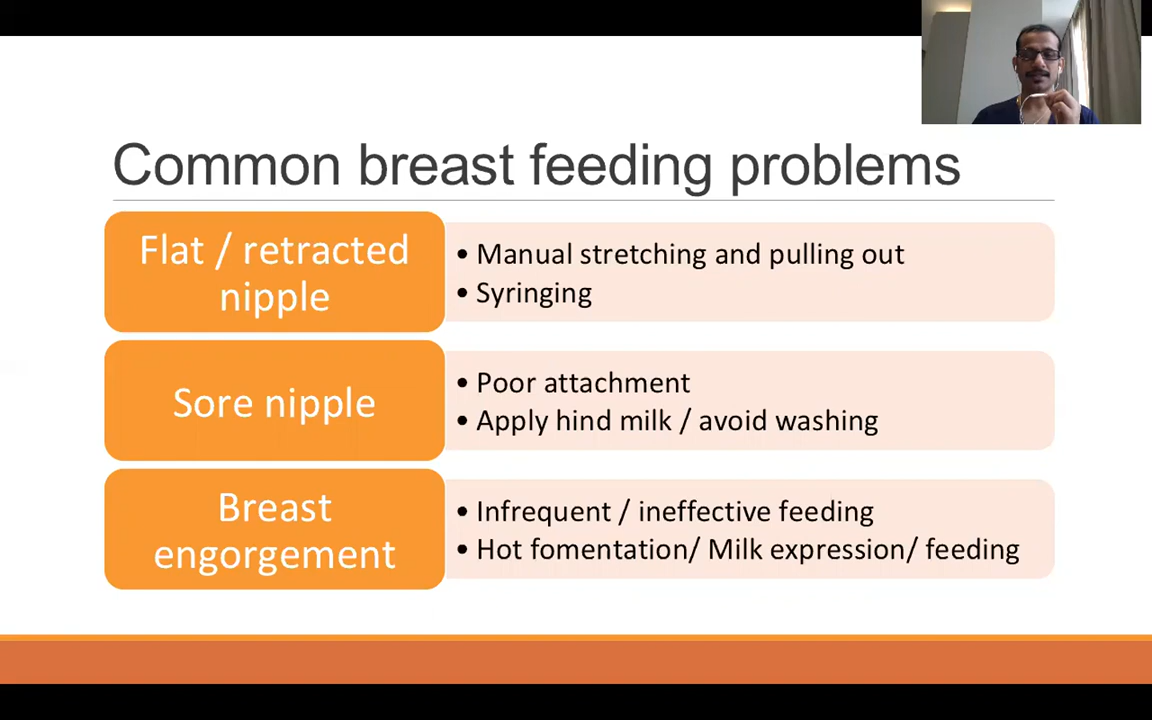 Common breast feeding problems
Flat / retracted
nipple
• Manual stretching and pulling out
• Syringing
Sore nipple
• Poor attachment
• Apply hind milk / avoid washing
Breast
engorgement
• Infrequent / ineffective feeding
• Hot fomentation/ Milk expression/ feeding